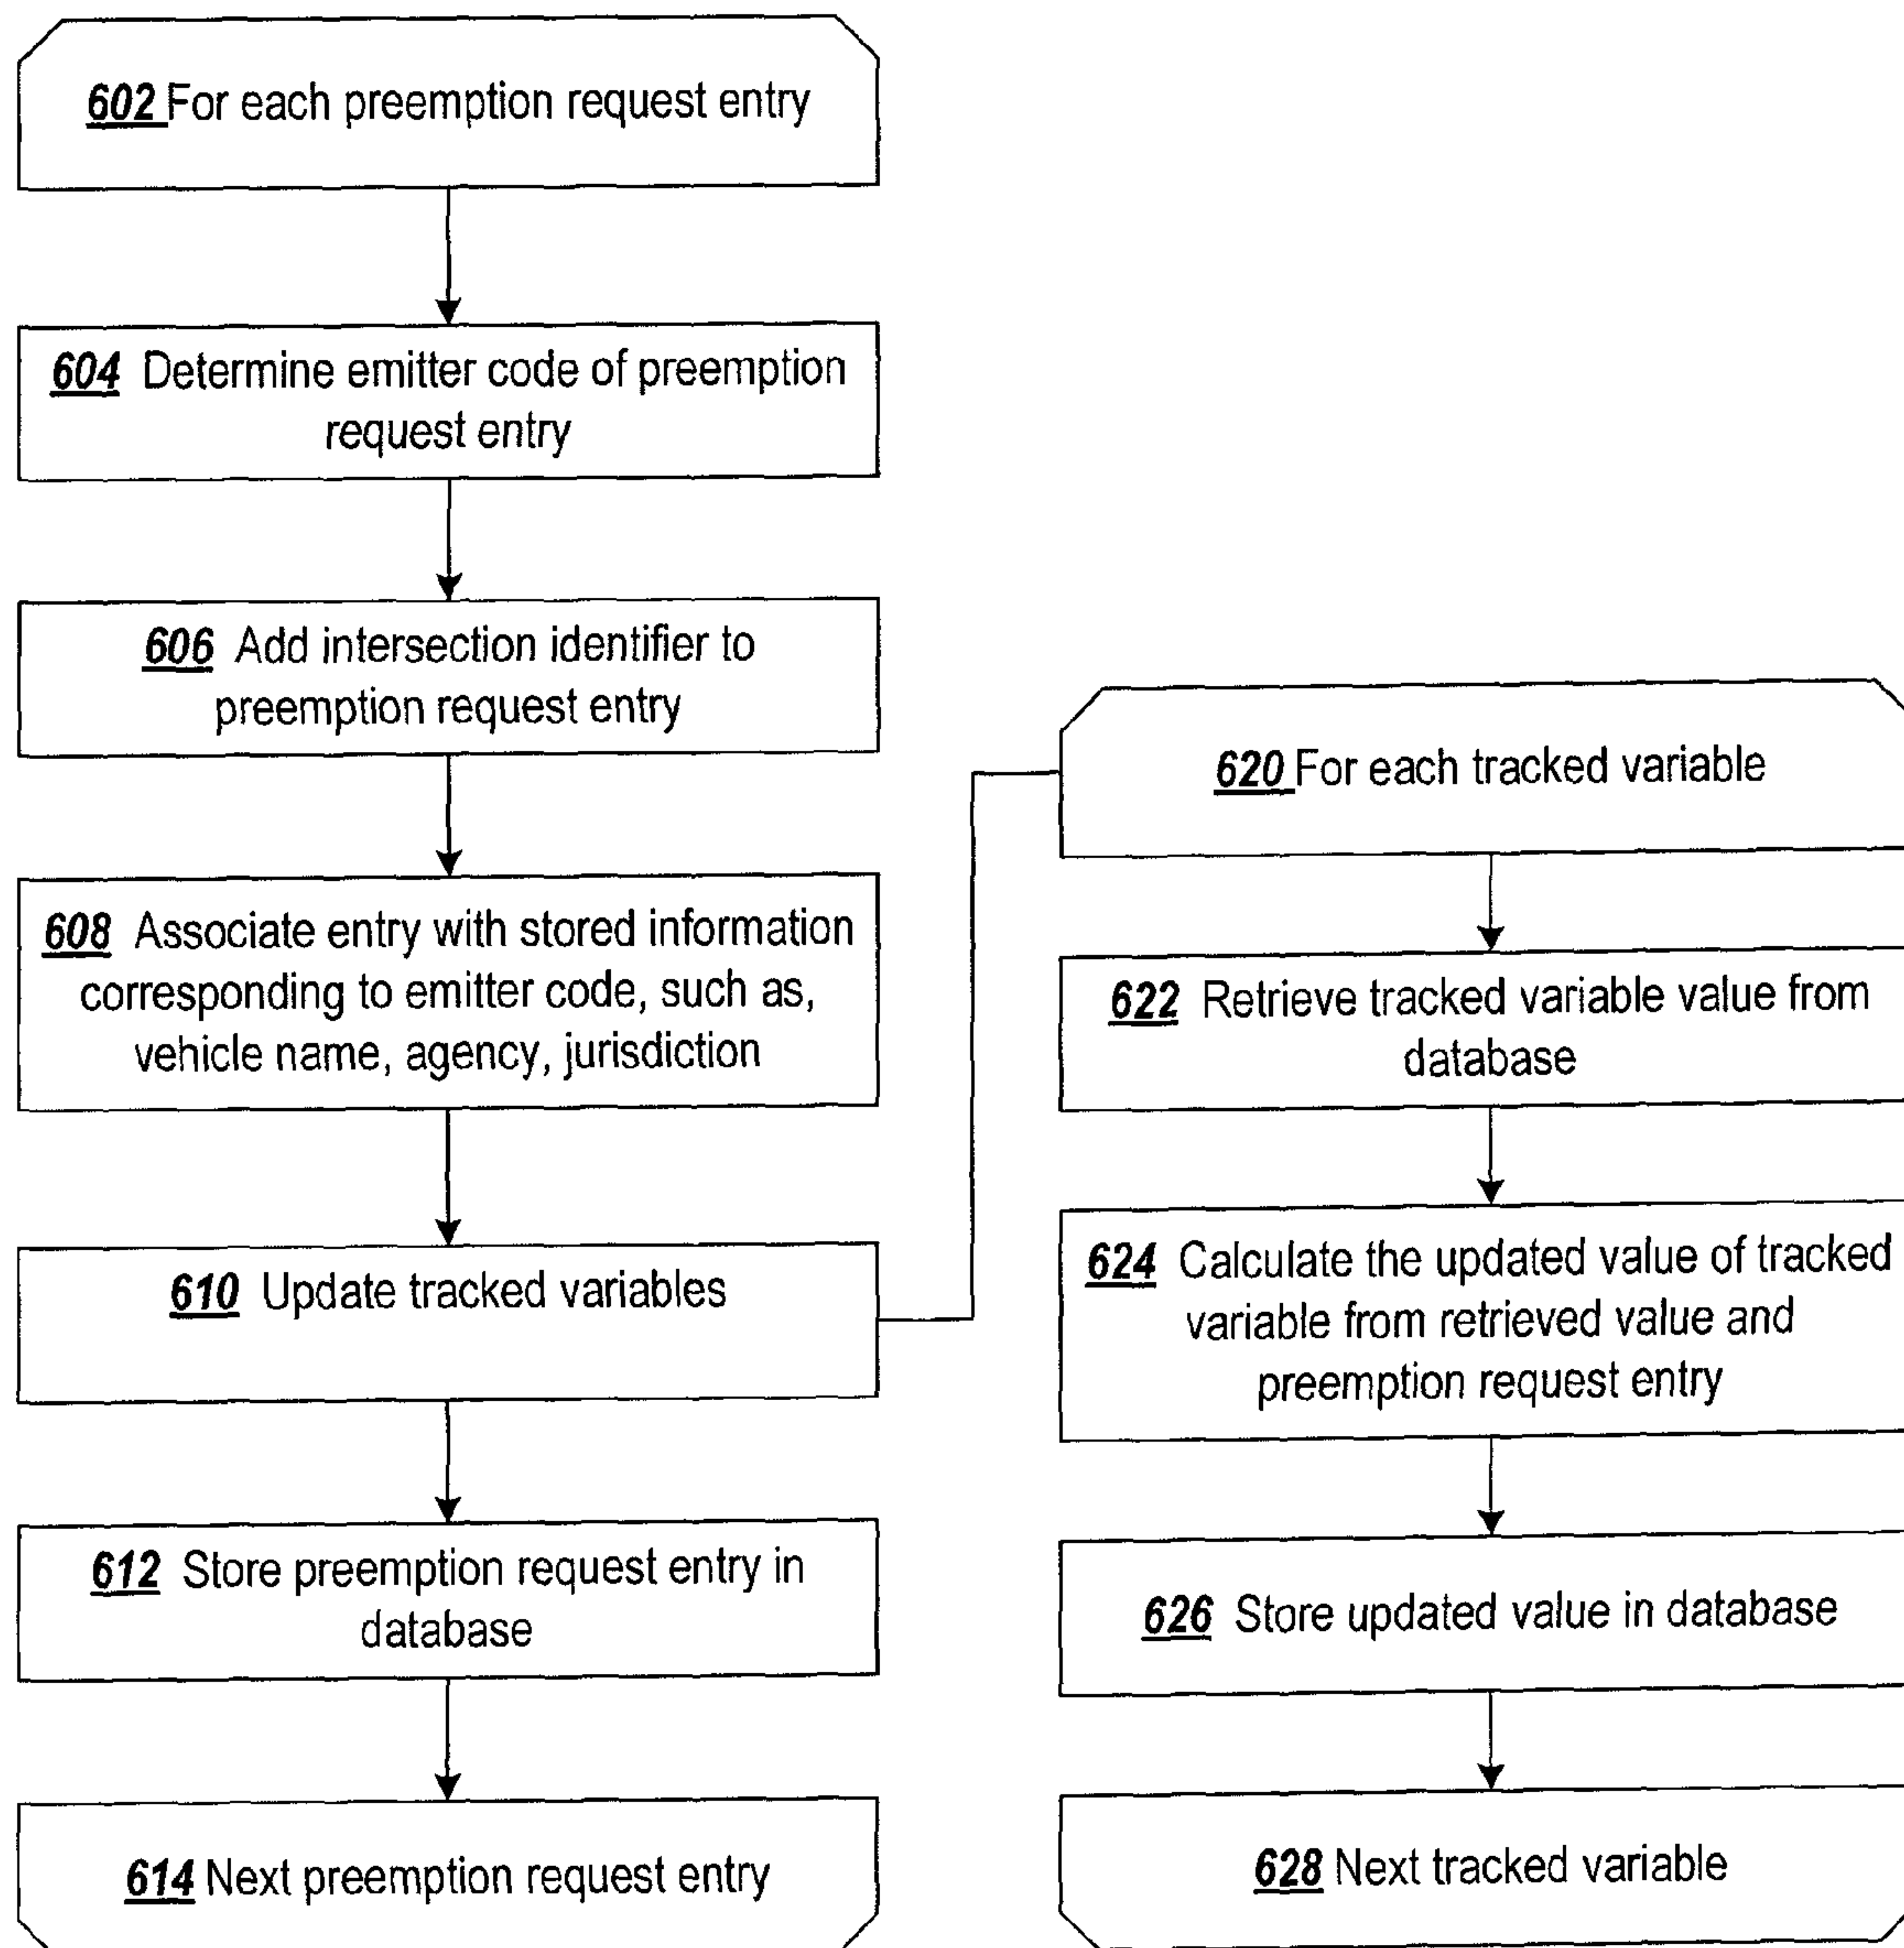 602 For each preemption request entry
604 Determine emitter code of preemption
request entry
606 Add intersection identifier to
preemption request entry
608 Associate entry with stored information
corresponding to emitter code, such as,
vehicle name, agency, jurisdiction
610 Update tracked variables
612 Store preemption request entry in
database
614 Next preemption request entry
620 For each tracked variable
622 Retrieve tracked variable value from
database
624 Calculate the updated value of tracked
variable from retrieved value and
preemption request entry
626 Store updated value in database
628 Next tracked variable